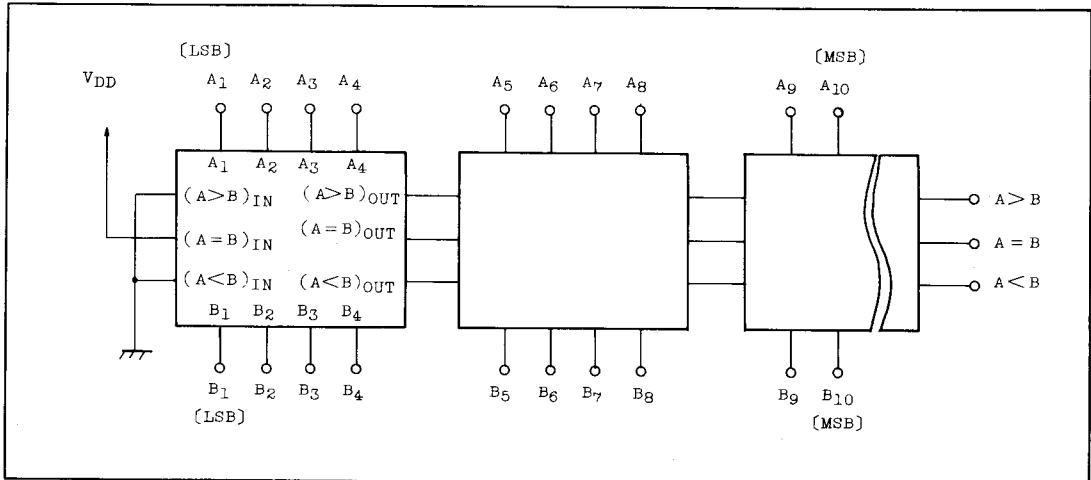 [LSB] [MSB]
VDD A1 A2 A3 A4 A5 A6 A7 A8 A9 A10
A1 A2 A3 A4
(A>B)IN (A>B)OUT A>B
(A=B)IN (A=B)OUT A=B
(A<B)IN (A<B)OUT A<B
B1 B2 B3 B4
B1 B2 B3 B4 B5 B6 B7 B8 B9 B10
[LSB] [MSB]